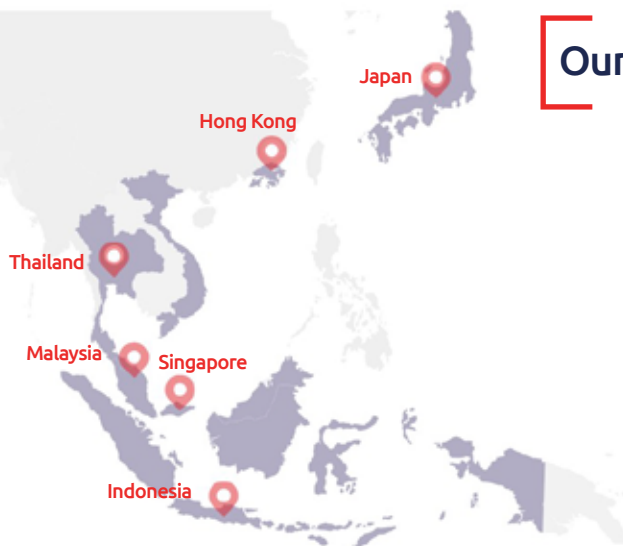 Our
Japan
Hong Kong
Thailand
Malaysia
Singapore
Indonesia